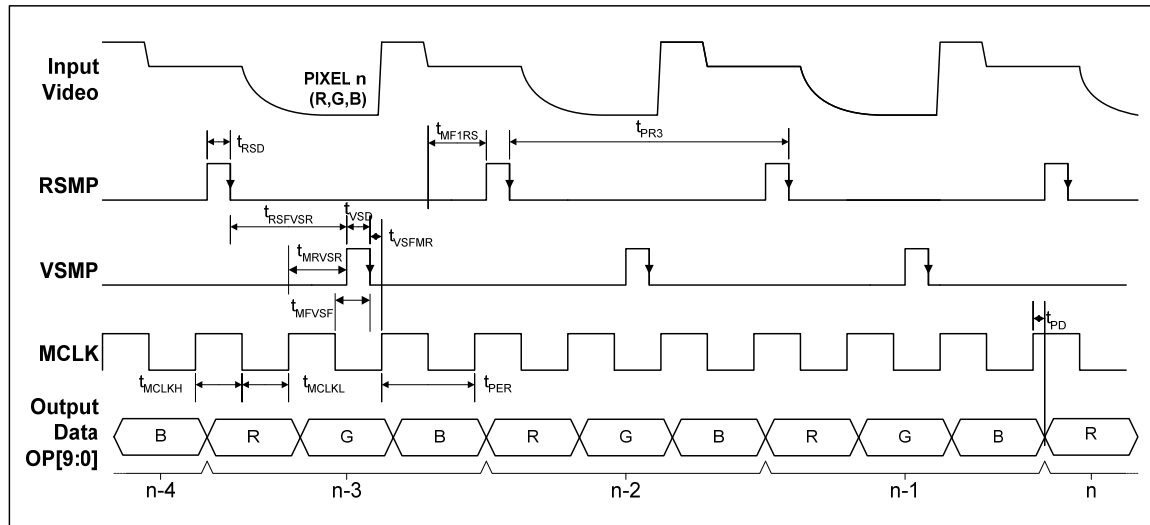 Input
Video
PIXEL n
(R,G,B)
tRSD
tMF1RS
tPR3
RSMP
tRSFVSR
tVSD
tVSFMR
tMRVSR
VSMP
tMFVSF
tPD
MCLK
tMCLKH
tMCLKL
tPER
Output
Data
OP[9:0]
B R G B R G B R G B R
n-4 n-3 n-2 n-1 n